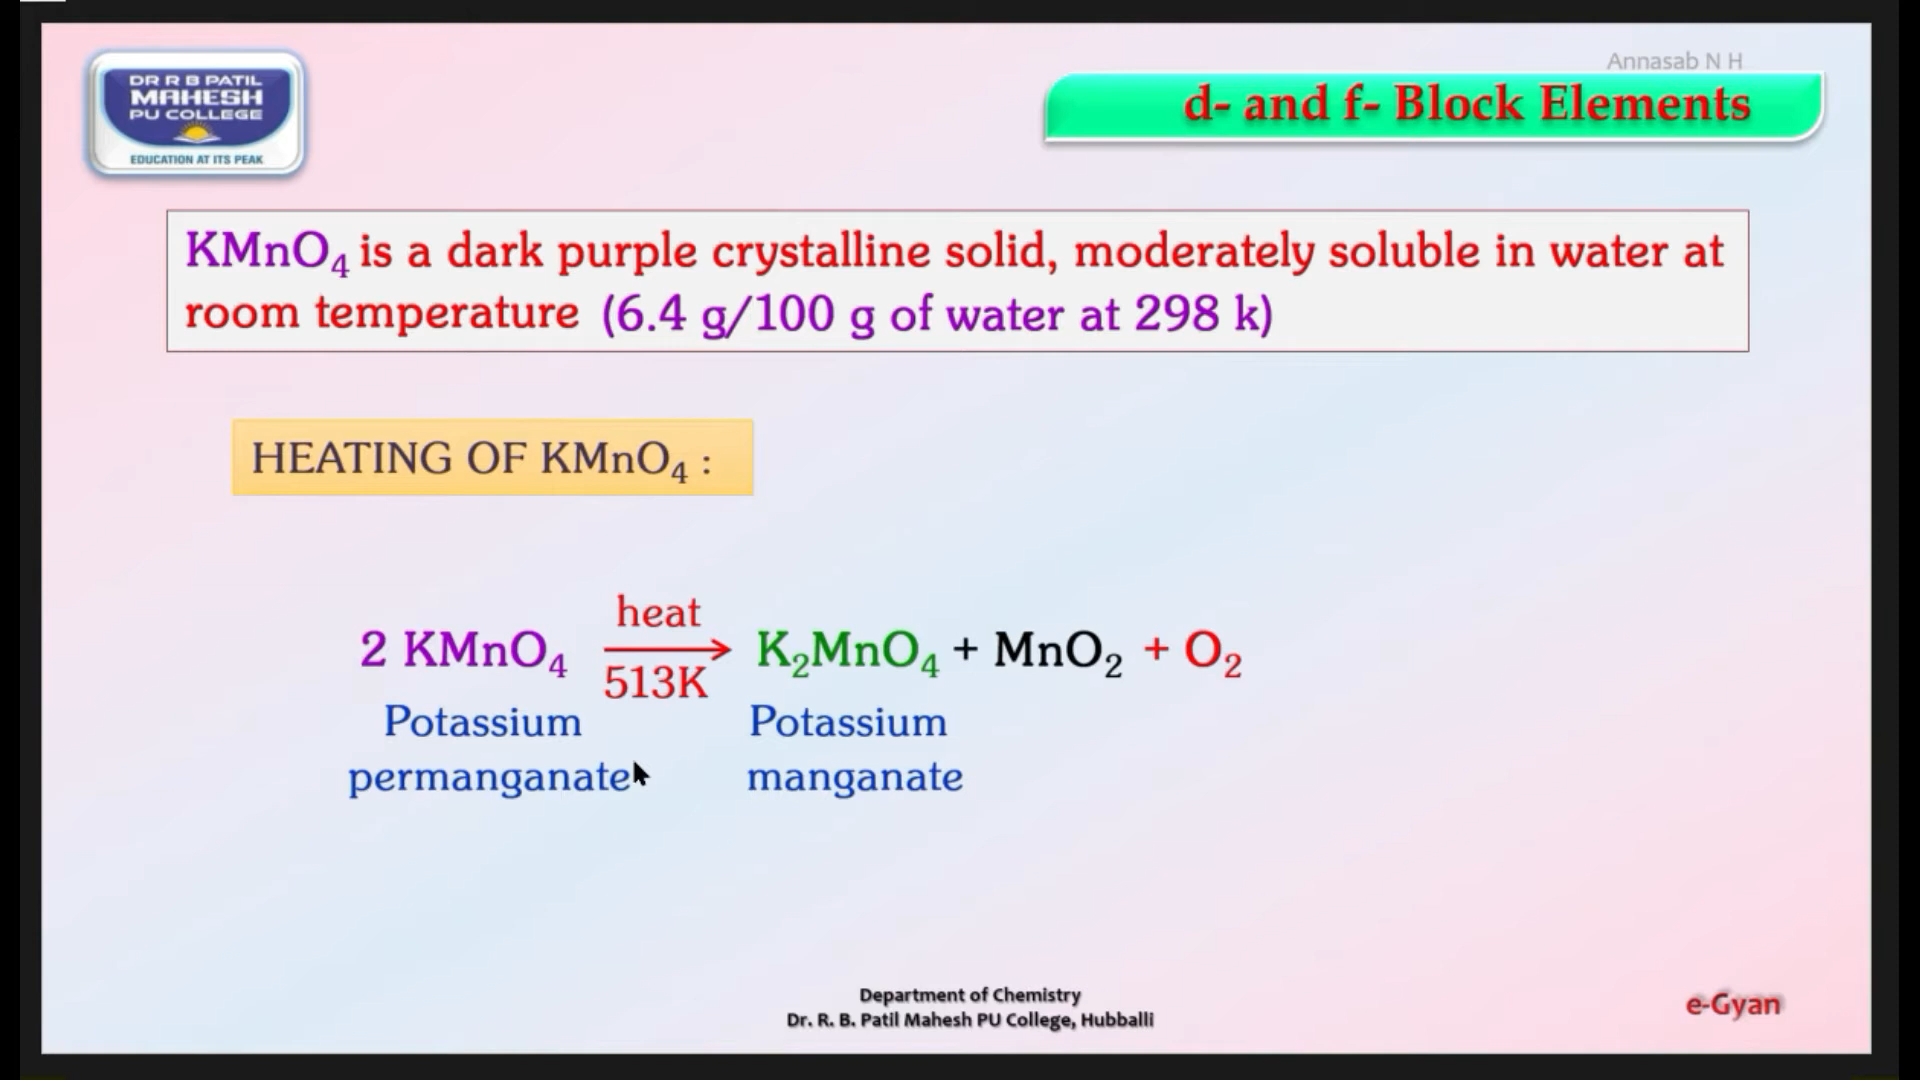 Annasab N H
DR R B PATIL
MAHESH
PU COLLEGE
EDUCATION AT ITS PEAK
d- and f- Block Elements
KMnO₄ is a dark purple crystalline solid, moderately soluble in water at
room temperature (6.4 g/100 g of water at 298 k)
HEATING OF KMnO₄ :
heat
2 KMnO₄ → K₂MnO₄ + MnO₂ + O₂
513K
Potassium Potassium
permanganate manganate
Department of Chemistry
Dr. R. B. Patil Mahesh PU College, Hubballi
e-Gyan